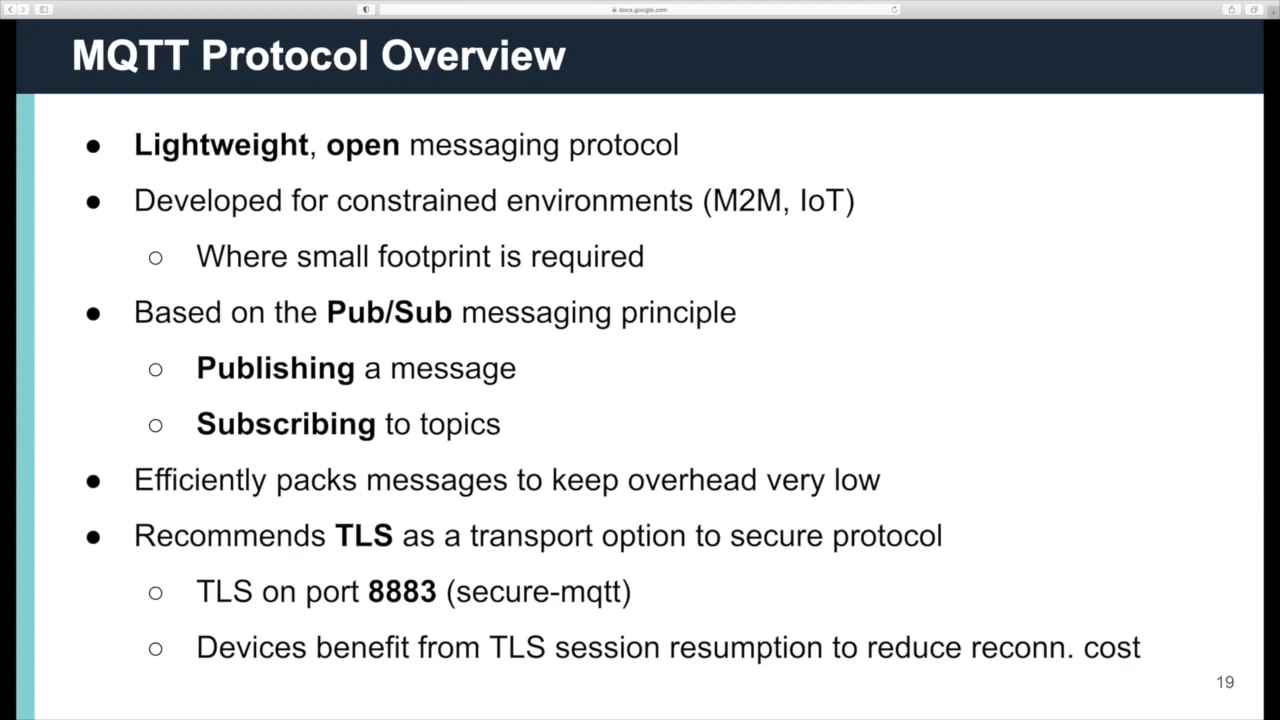 docs.google.com
MQTT Protocol Overview
● Lightweight, open messaging protocol
● Developed for constrained environments (M2M, IoT)
○ Where small footprint is required
● Based on the Pub/Sub messaging principle
○ Publishing a message
○ Subscribing to topics
● Efficiently packs messages to keep overhead very low
● Recommends TLS as a transport option to secure protocol
○ TLS on port 8883 (secure-mqtt)
○ Devices benefit from TLS session resumption to reduce reconn. cost
19